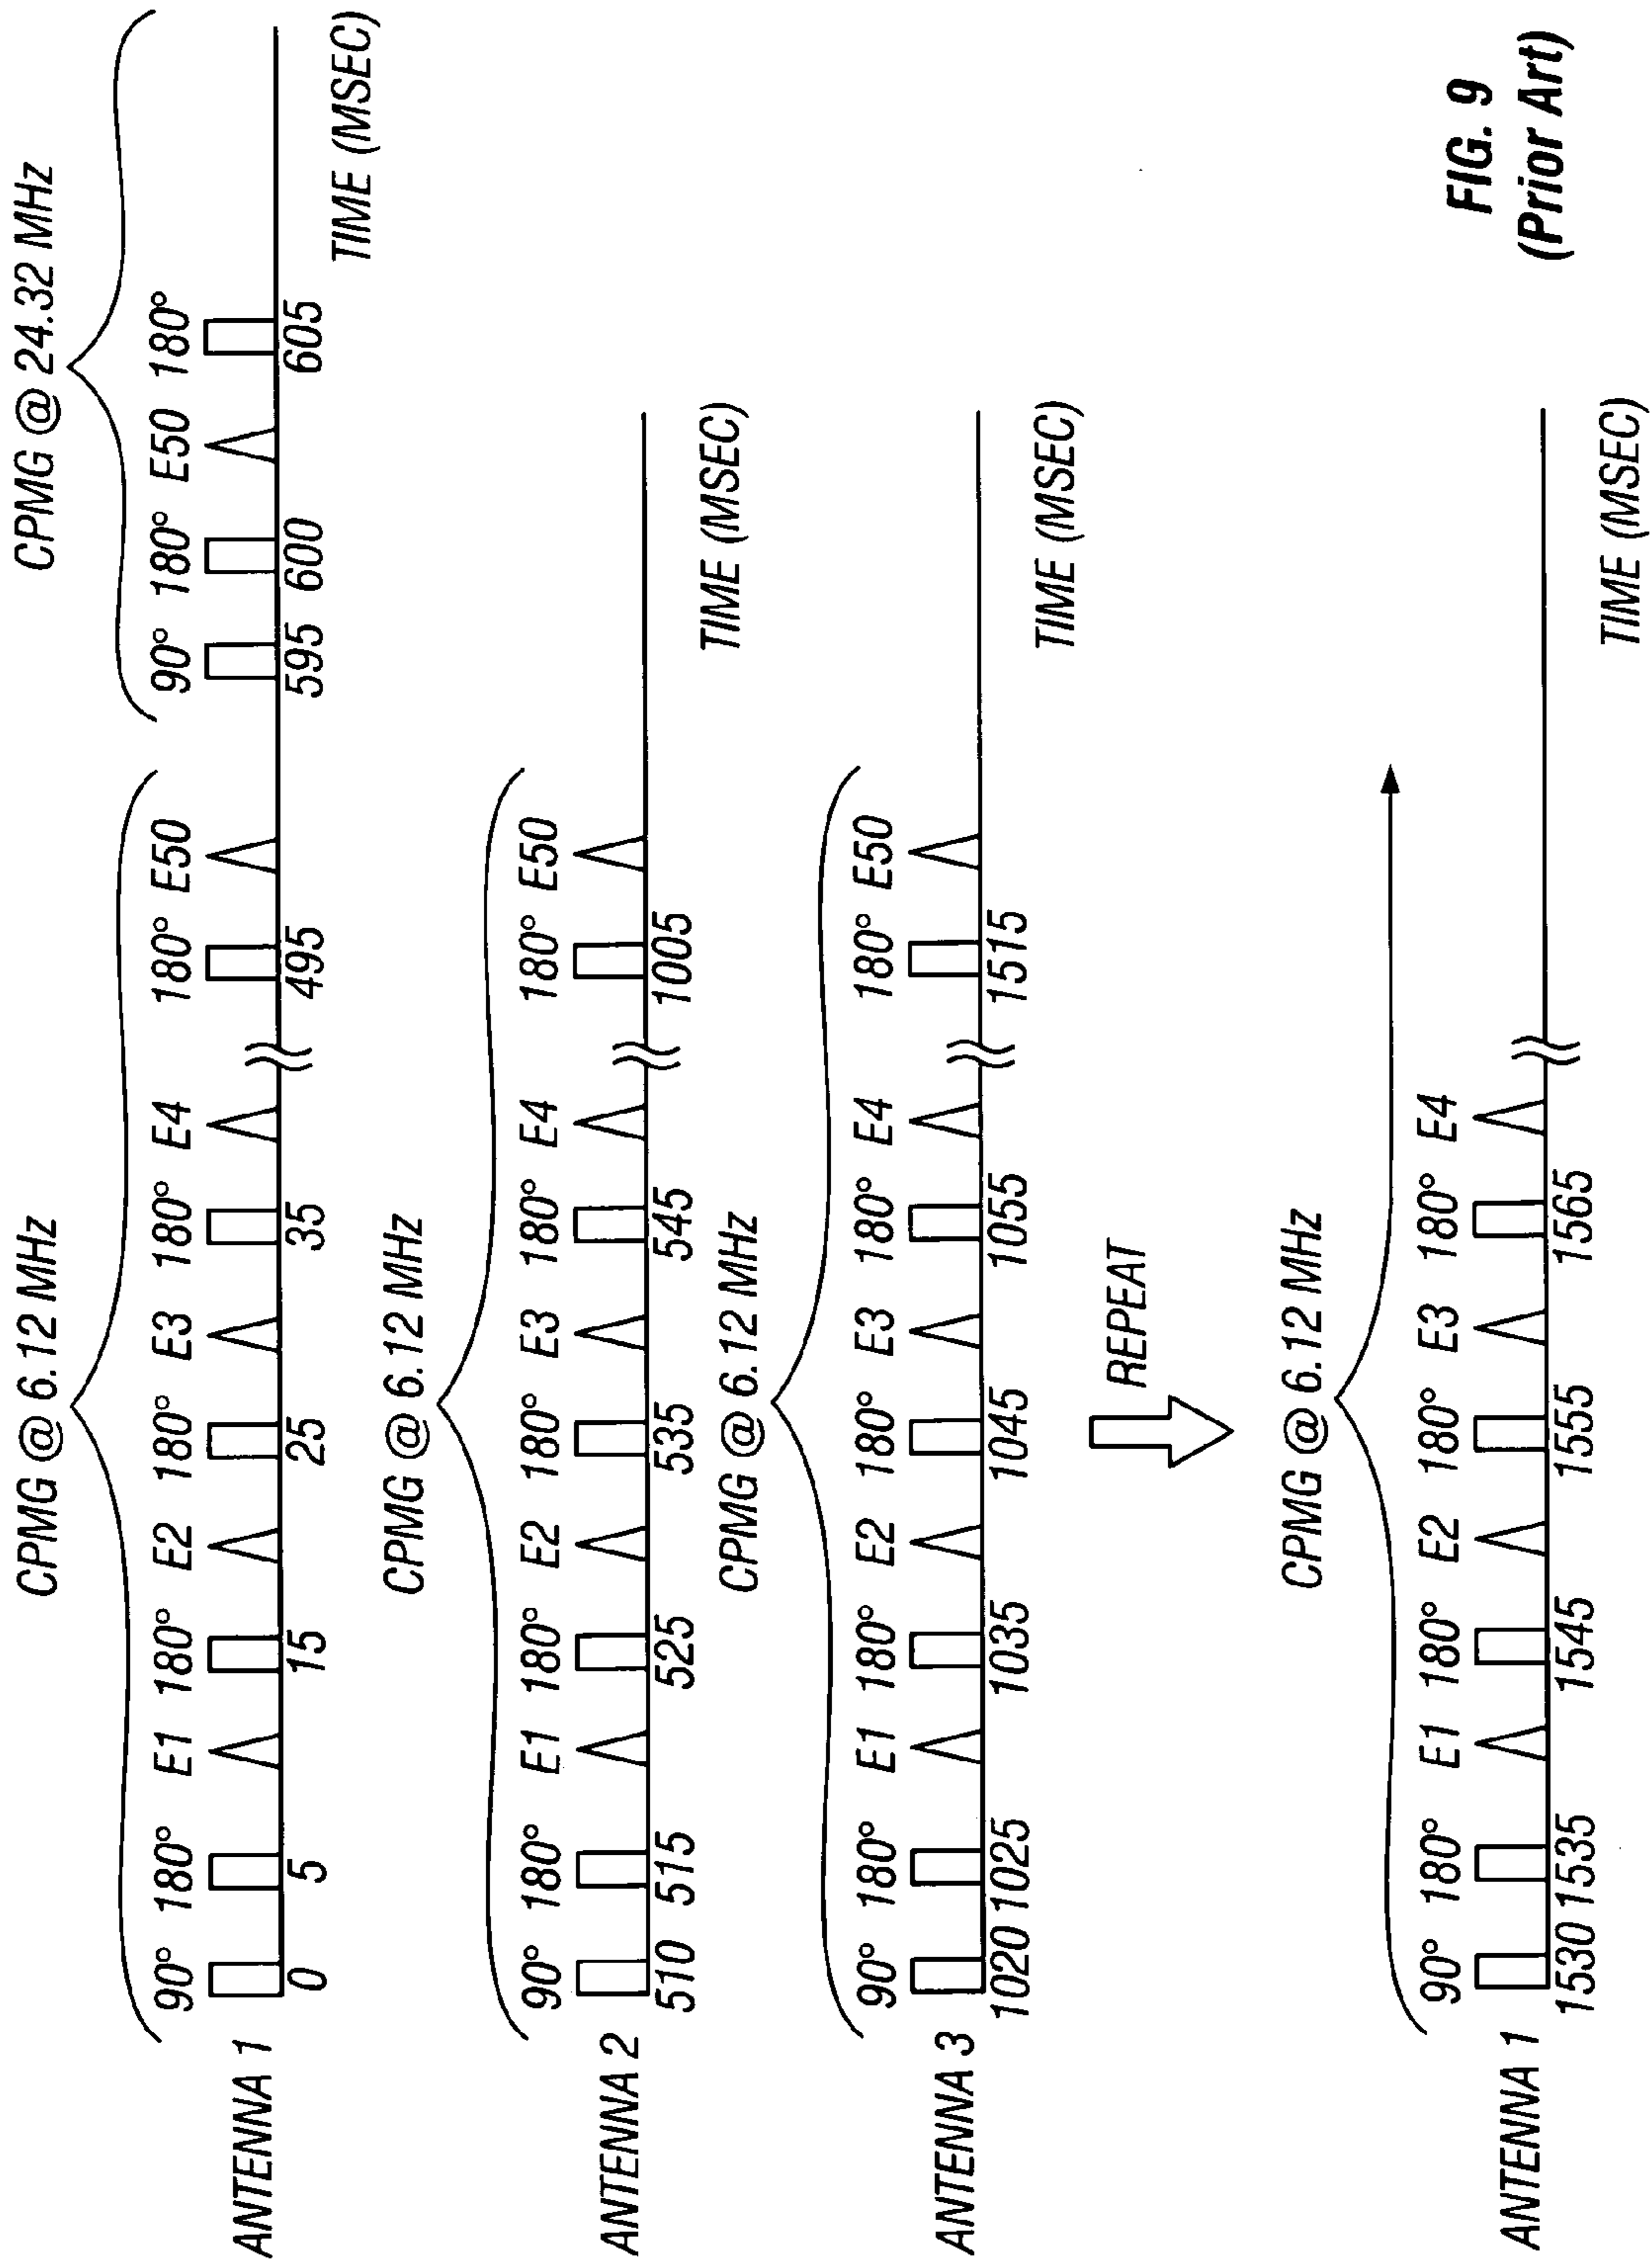 CPMG @ 6.12 MHz CPMG @ 24.32 MHz
90° 180° E1 180° E2 180° E3 180° E4 180° E50 90° 180° E50 180°
ANTENNA 1
0 5 15 25 35 495 595 600 605
TIME (MSEC)
CPMG @ 6.12 MHz
90° 180° E1 180° E2 180° E3 180° E4 180° E50
ANTENNA 2
510 515 525 535 545 1005
TIME (MSEC)
CPMG @ 6.12 MHz
90° 180° E1 180° E2 180° E3 180° E4 180° E50
ANTENNA 3
1020 1025 1035 1045 1055 1515
TIME (MSEC)
REPEAT
CPMG @ 6.12 MHz
90° 180° E1 180° E2 180° E3 180° E4
ANTENNA 1
1530 1535 1545 1555 1565
TIME (MSEC)
FIG. 9
(Prior Art)